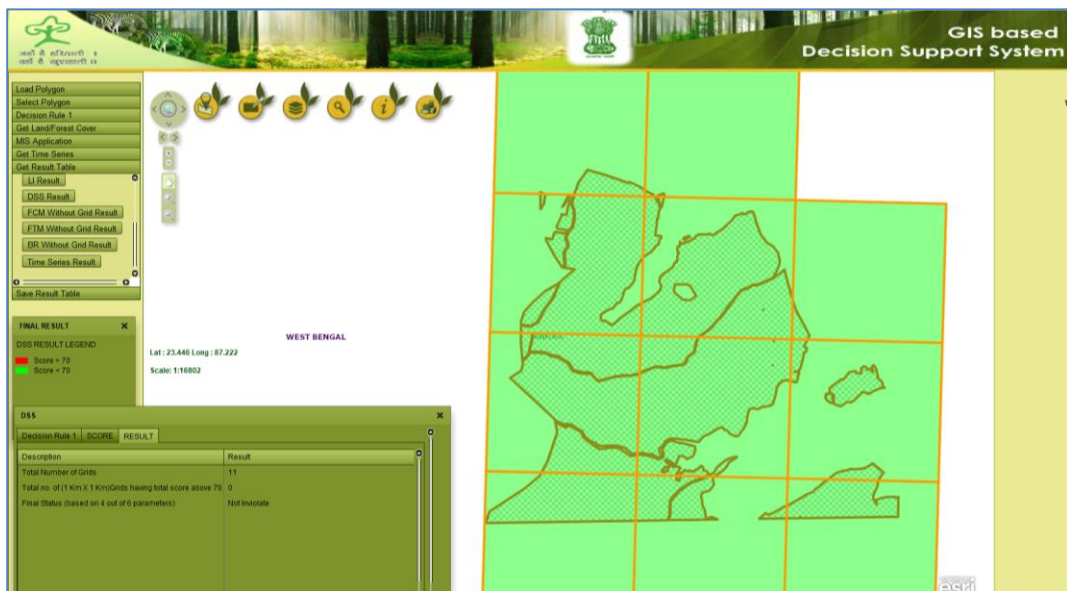 जहाँ है हरियाली ।
वहाँ है खुशहाली ॥
GIS based
Decision Support System
Load Polygon
Select Polygon
Decision Rule 1
Get Land/Forest Cover
MIS Application
Get Time Series
Get Result Table
LI Result
DSS Result
FCM Without Grid Result
FTM Without Grid Result
BR Without Grid Result
Time Series Result
Save Result Table
FINAL RESULT
DSS RESULT LEGEND
Score > 70
Score < 70
WEST BENGAL
Lat : 23.446 Long : 87.222
Scale: 1:16802
DSS
Decision Rule 1 SCORE RESULT
Description Result
Total Number of Grids 11
Total no. of (1 Km X 1 Km)Grids having total score above 70 0
Final Status (based on 4 out of 6 parameters) Not Inviolate
esri